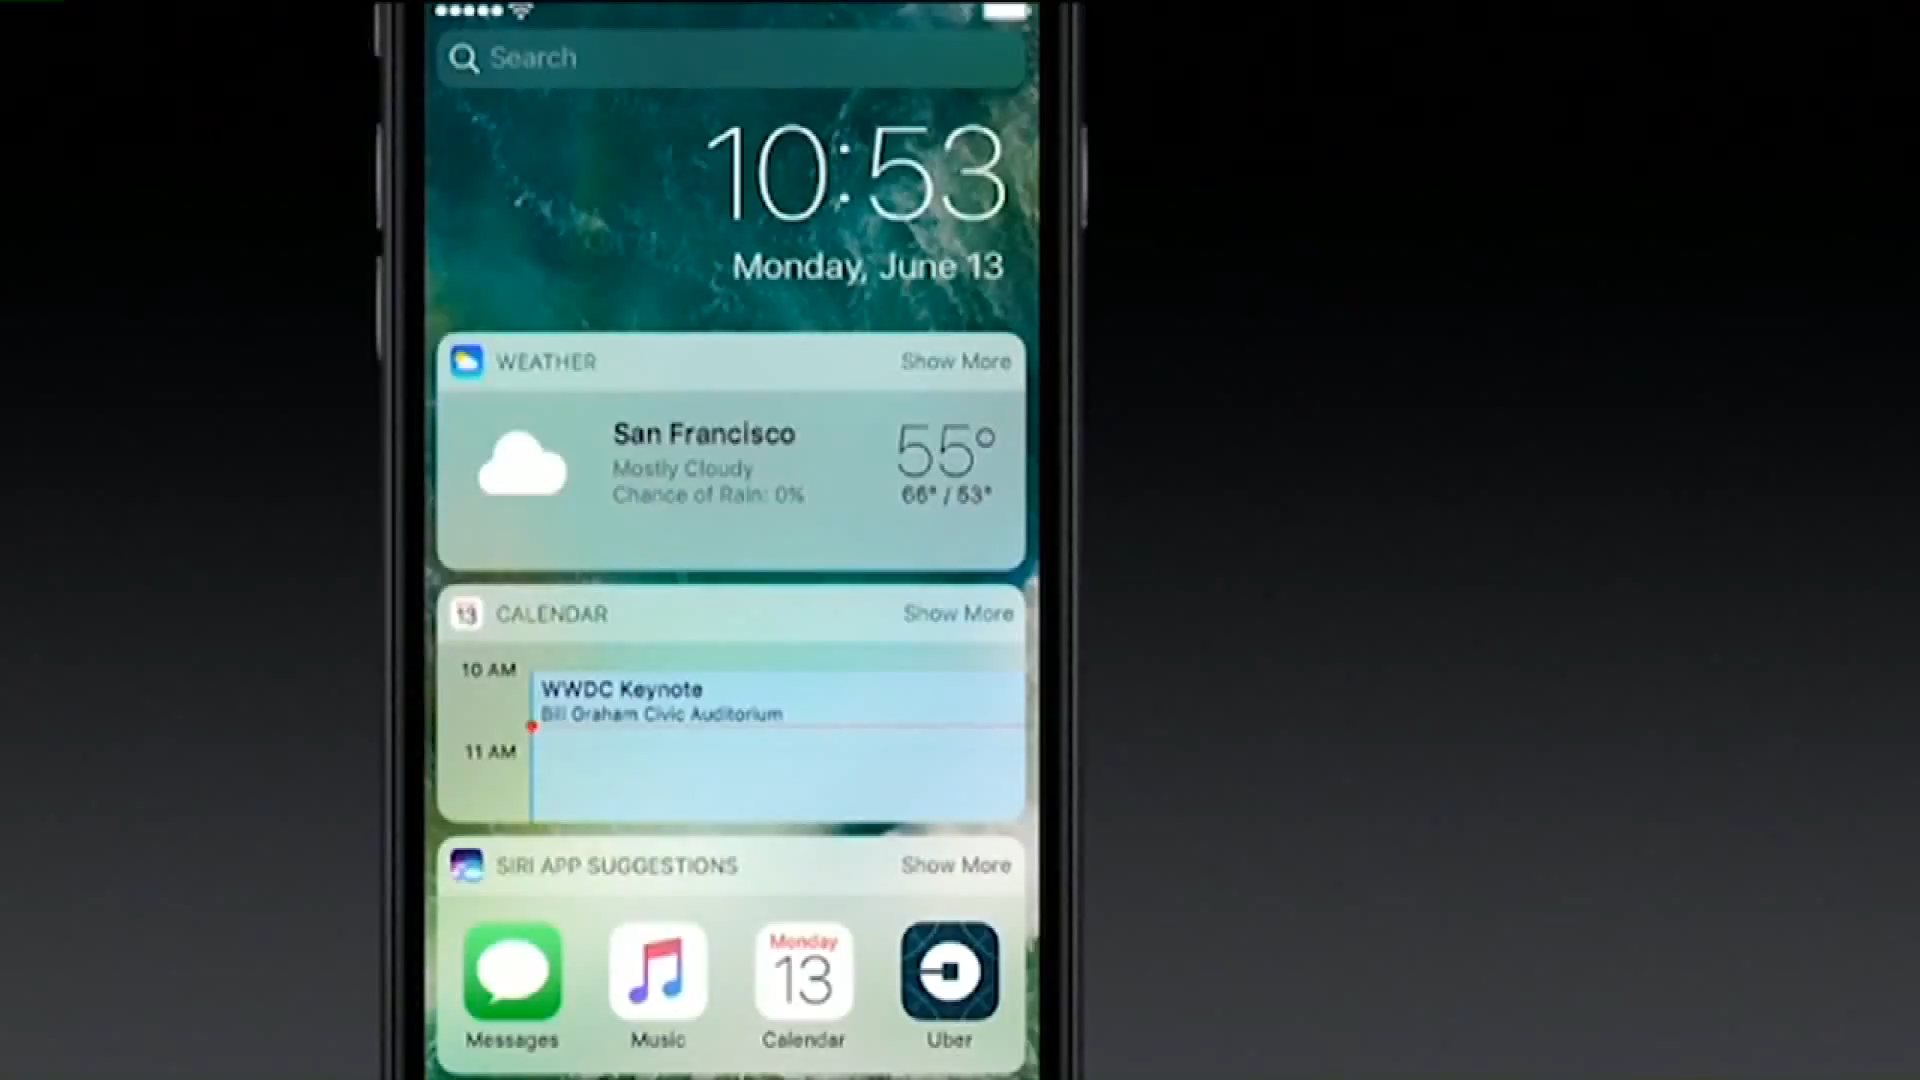 Search
10:53
Monday, June 13
WEATHER Show More
San Francisco 55°
Mostly Cloudy
Chance of Rain: 0% 66° / 53°
13 CALENDAR Show More
10 AM
WWDC Keynote
Bill Graham Civic Auditorium
11 AM
SIRI APP SUGGESTIONS Show More
Monday
13
Messages Music Calendar Uber